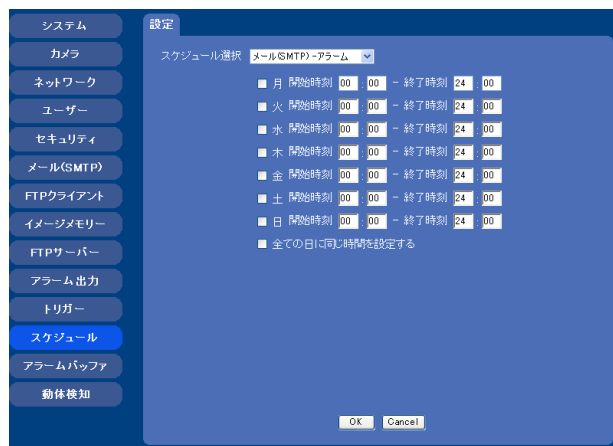 システム
カメラ
ネットワーク
ユーザー
セキュリティ
メール(SMTP)
FTPクライアント
イメージメモリー
FTPサーバー
アラーム出力
トリガー
スケジュール
アラームバッファ
動体検知
設定
スケジュール選択 メール(SMTP)-アラーム
月 開始時刻 00 : 00 - 終了時刻 24 : 00
火 開始時刻 00 : 00 - 終了時刻 24 : 00
水 開始時刻 00 : 00 - 終了時刻 24 : 00
木 開始時刻 00 : 00 - 終了時刻 24 : 00
金 開始時刻 00 : 00 - 終了時刻 24 : 00
土 開始時刻 00 : 00 - 終了時刻 24 : 00
日 開始時刻 00 : 00 - 終了時刻 24 : 00
全ての日に同じ時間を設定する
OK Cancel